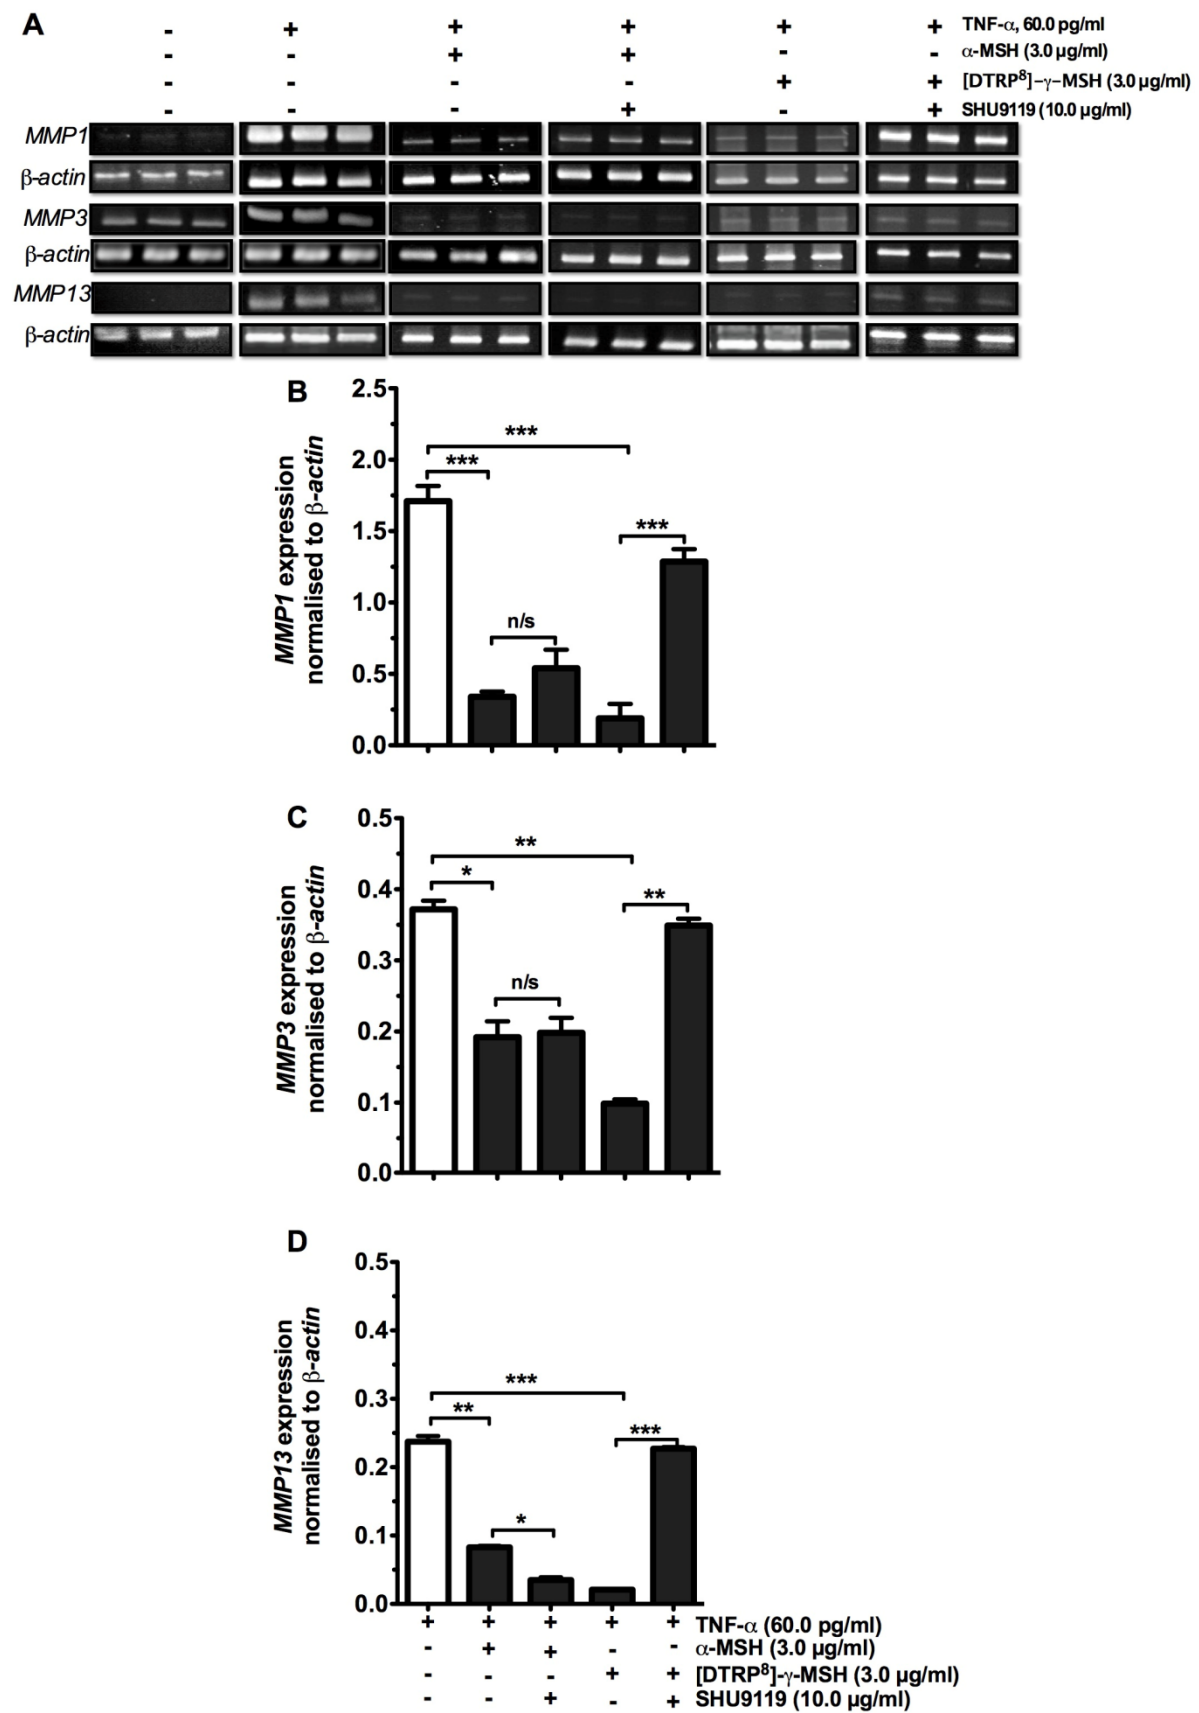 A
- + + + + + TNF-α, 60.0 pg/ml
- - + + - - α-MSH (3.0 µg/ml)
- - - - + + [DTRP⁸]-γ-MSH (3.0 µg/ml)
- - - + - + SHU9119 (10.0 µg/ml)
MMP1
β-actin
MMP3
β-actin
MMP13
β-actin
B
MMP1 expression
normalised to β-actin
2.5
2.0
1.5
1.0
0.5
0.0
***
***
***
n/s
C
MMP3 expression
normalised to β-actin
0.5
0.4
0.3
0.2
0.1
0.0
**
*
**
n/s
D
MMP13 expression
normalised to β-actin
0.5
0.4
0.3
0.2
0.1
0.0
***
**
***
*
+ + + + + TNF-α (60.0 pg/ml)
- + + - - α-MSH (3.0 µg/ml)
- - - + + [DTRP⁸]-γ-MSH (3.0 µg/ml)
- - + - + SHU9119 (10.0 µg/ml)